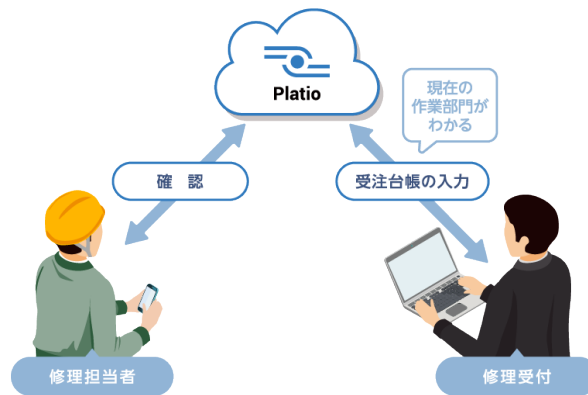 Platio
現在の
作業部門が
わかる
確 認
受注台帳の入力
修理担当者
修理受付